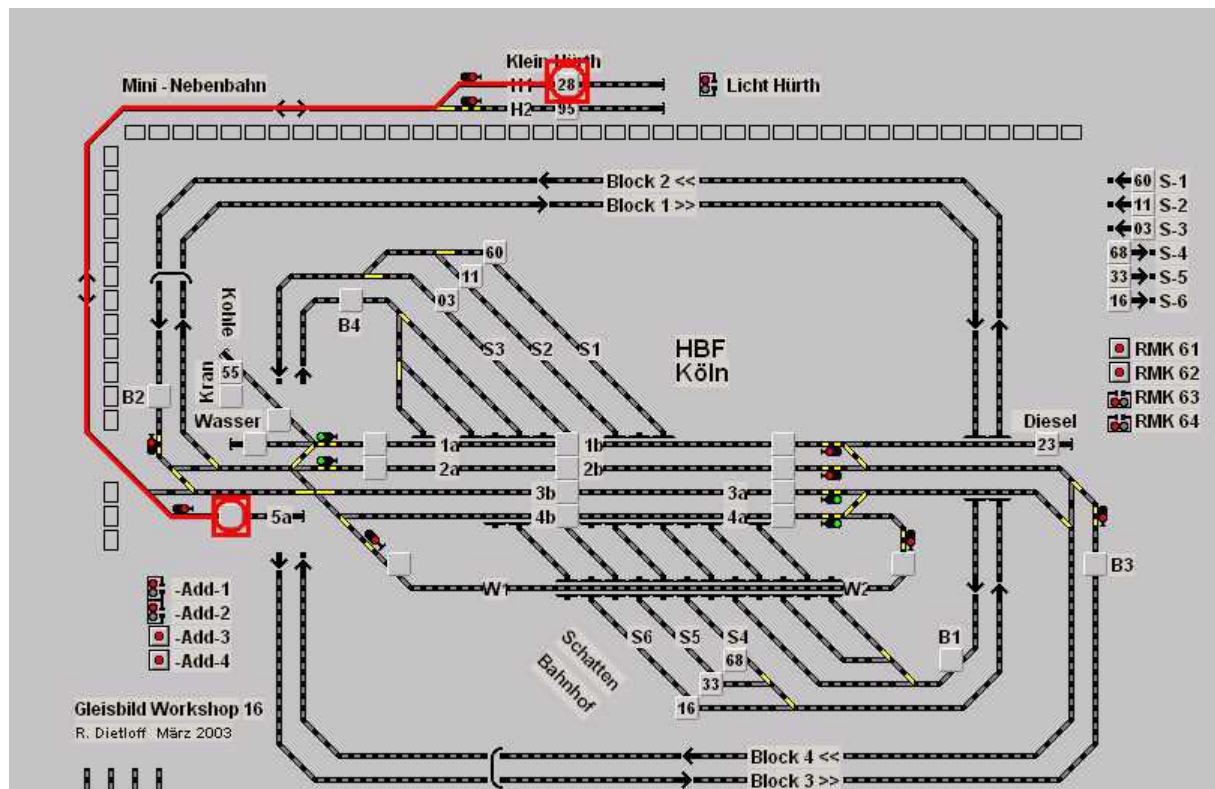 Klein Hürth
Mini - Nebenbahn
H1 28
Licht Hürth
H2 95
Block 2 <<
Block 1 >>
60 S-1
11 S-2
03 S-3
68 S-4
33 S-5
16 S-6
60
11
03
B4
Kohle
S3 S2 S1
HBF
Köln
RMK 61
RMK 62
RMK 63
RMK 64
55
Kran
B2
Wasser
Diesel
1a 1b 23
2a 2b
3b 3a
4b 4a
5a
B3
W1 W2
-Add-1
-Add-2
-Add-3
-Add-4
S6 S5 S4
B1
68
33
16
Schatten
Bahnhof
Gleisbild Workshop 16
R. Dietloff März 2003
Block 4 <<
Block 3 >>